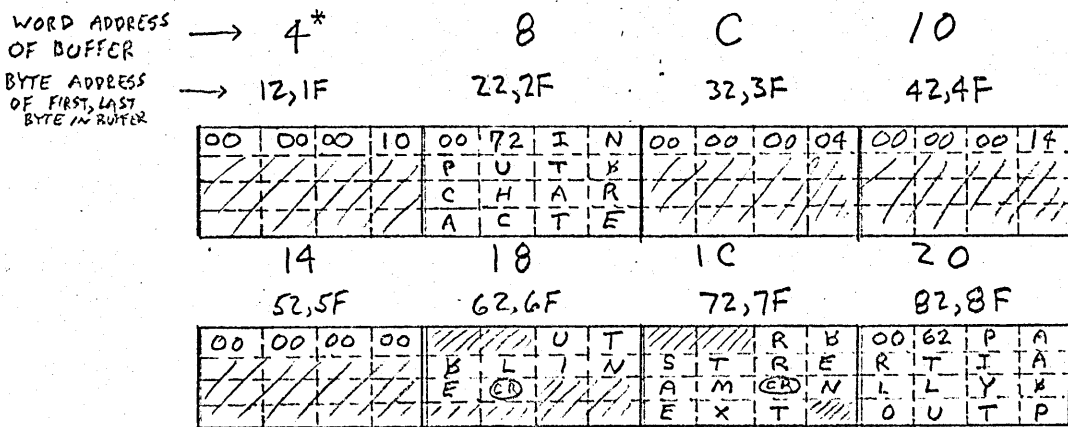 WORD ADDRESS
OF BUFFER → 4* 8 C 10
BYTE ADDRESS
OF FIRST, LAST → 12,1F 22,2F 32,3F 42,4F
BYTE IN BUFFER
00 00 00 10 00 72 I N 00 00 00 04 00 00 00 14
P U T ƀ
C H A R
A C T E
14 18 1C 20
52,5F 62,6F 72,7F 82,8F
00 00 00 00 U T R ƀ 00 62 P A
ƀ L I N S T R E R T I A
E CR A M CR N L L Y ƀ
E X T O U T P